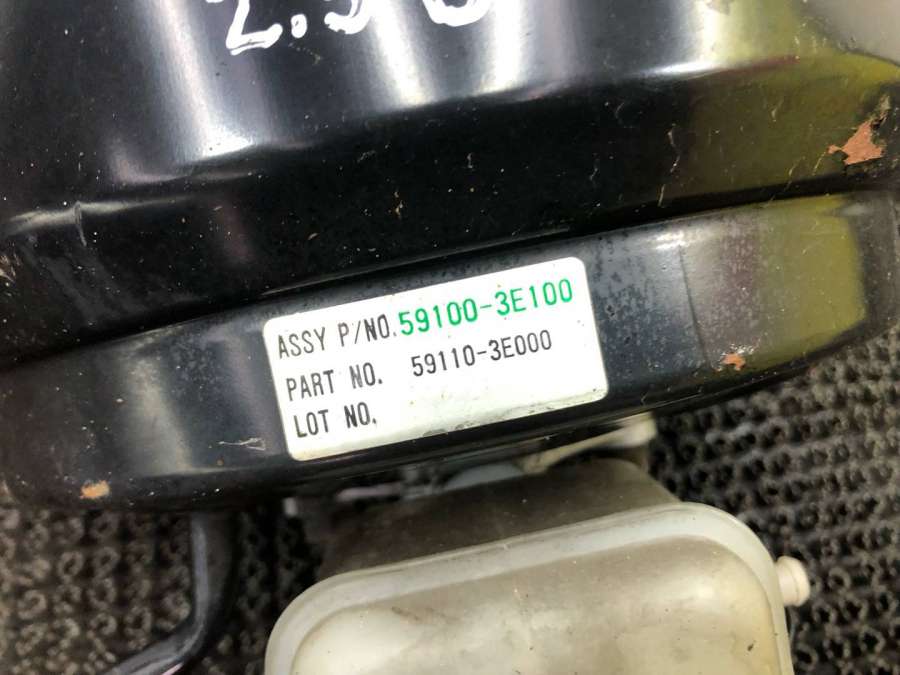 ASSY P/NO.59100-3E100
PART NO. 59110-3E000
LOT NO.